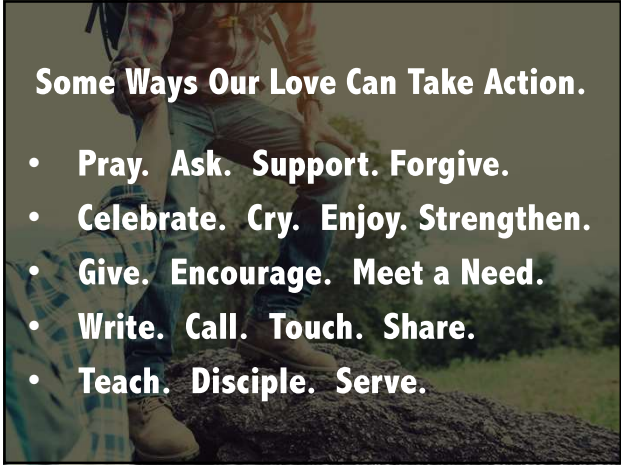 Some Ways Our Love Can Take Action.
• Pray. Ask. Support. Forgive.
• Celebrate. Cry. Enjoy. Strengthen.
• Give. Encourage. Meet a Need.
• Write. Call. Touch. Share.
• Teach. Disciple. Serve.